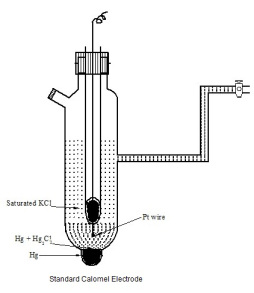 Saturated KCl
Pt wire
Hg + Hg₂Cl
Hg
Standard Calomel Electrode